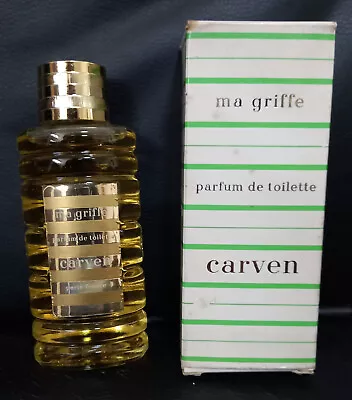 ma griffe
parfum de toilette
carven
ma griffe
parfum de toilette
carven